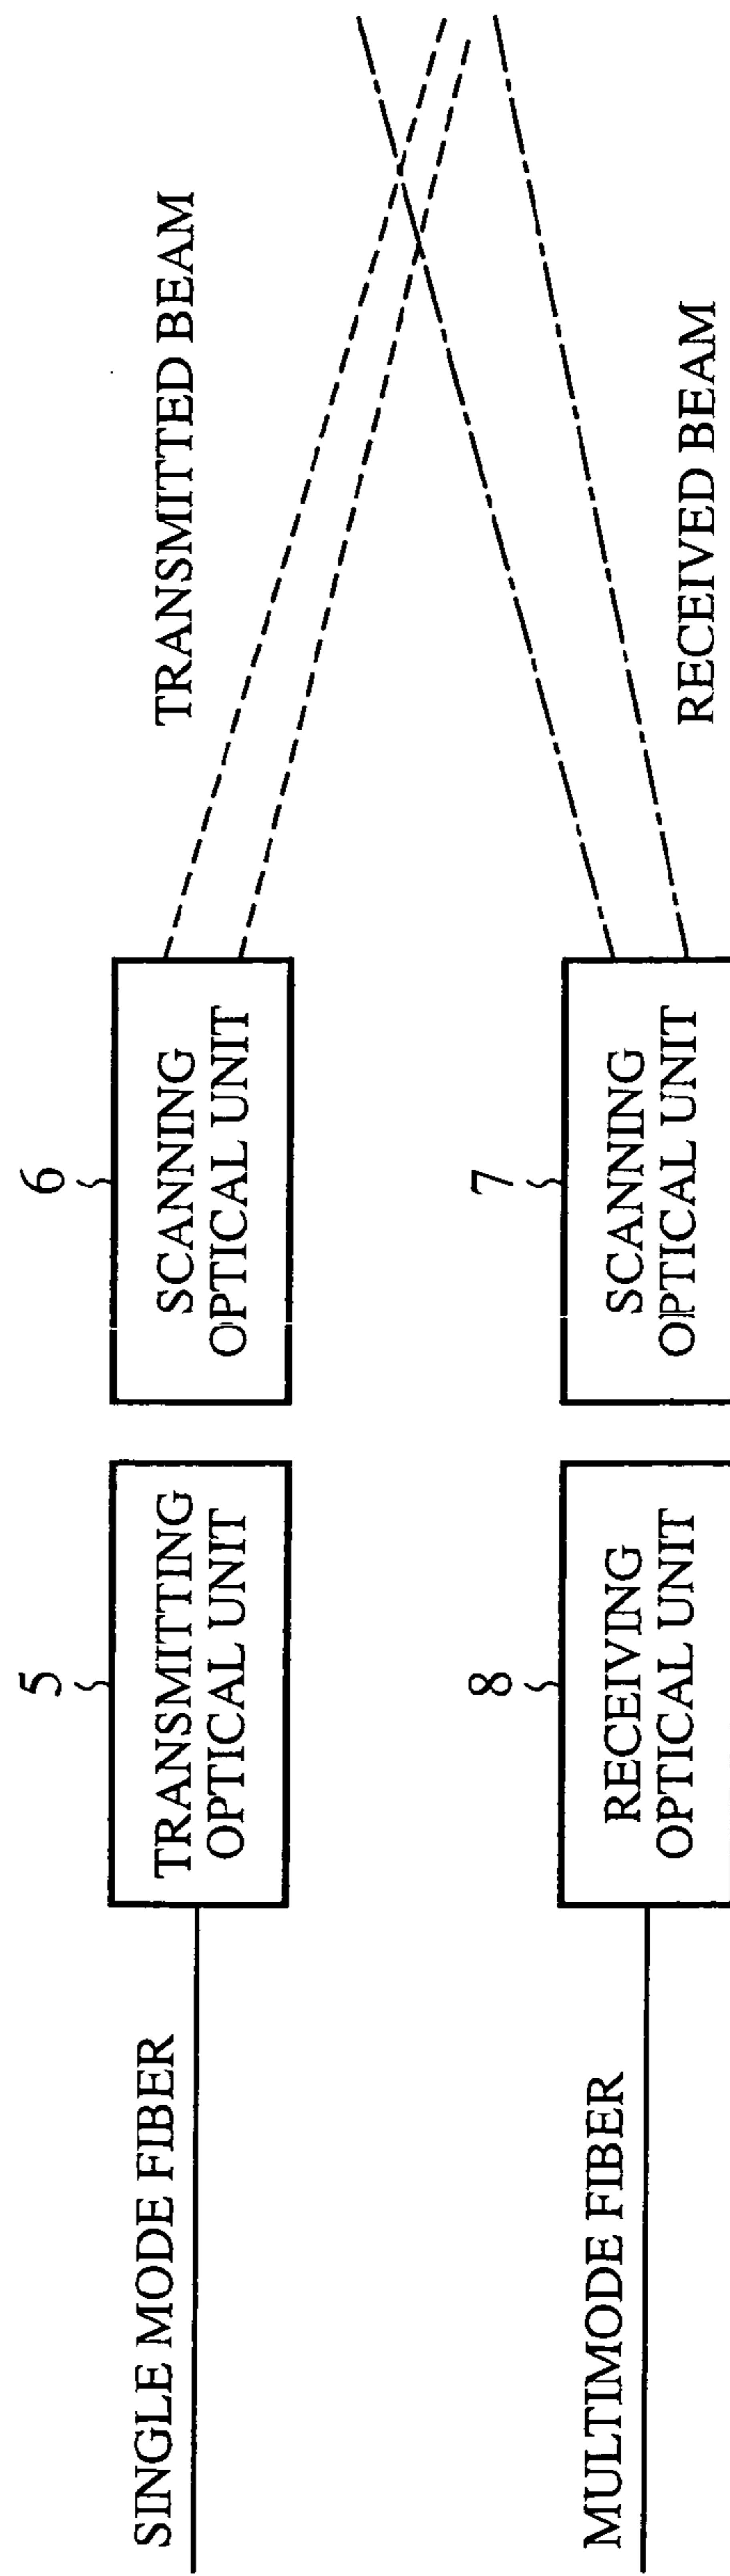 SINGLE MODE FIBER
5
TRANSMITTING
OPTICAL UNIT
6
SCANNING
OPTICAL UNIT
TRANSMITTED BEAM
MULTIMODE FIBER
8
RECEIVING
OPTICAL UNIT
7
SCANNING
OPTICAL UNIT
RECEIVED BEAM